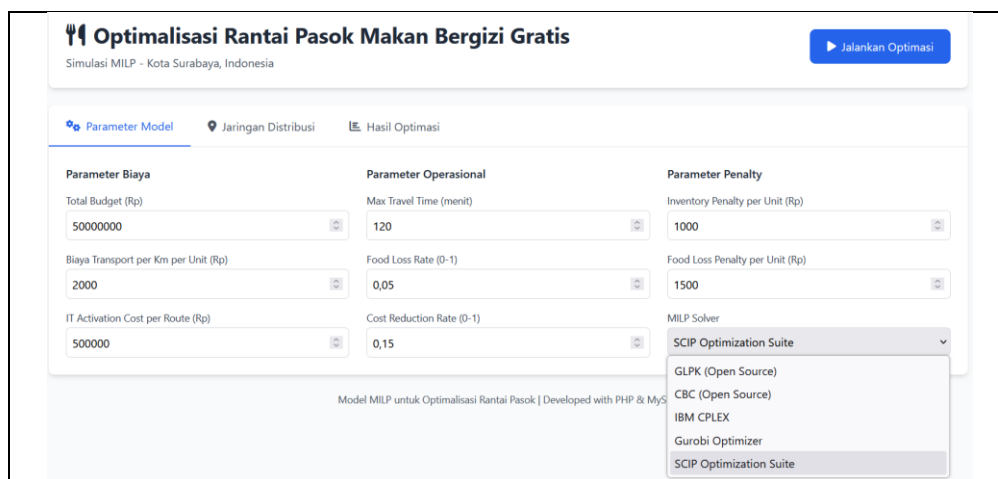 Optimalisasi Rantai Pasok Makan Bergizi Gratis
Simulasi MILP - Kota Surabaya, Indonesia
Jalankan Optimasi
Parameter Model
Jaringan Distribusi
Hasil Optimasi
Parameter Biaya
Total Budget (Rp)
50000000
Biaya Transport per Km per Unit (Rp)
2000
IT Activation Cost per Route (Rp)
500000
Parameter Operasional
Max Travel Time (menit)
120
Food Loss Rate (0-1)
0,05
Cost Reduction Rate (0-1)
0,15
Parameter Penalty
Inventory Penalty per Unit (Rp)
1000
Food Loss Penalty per Unit (Rp)
1500
MILP Solver
SCIP Optimization Suite
GLPK (Open Source)
CBC (Open Source)
IBM CPLEX
Gurobi Optimizer
SCIP Optimization Suite
Model MILP untuk Optimalisasi Rantai Pasok | Developed with PHP & MyS